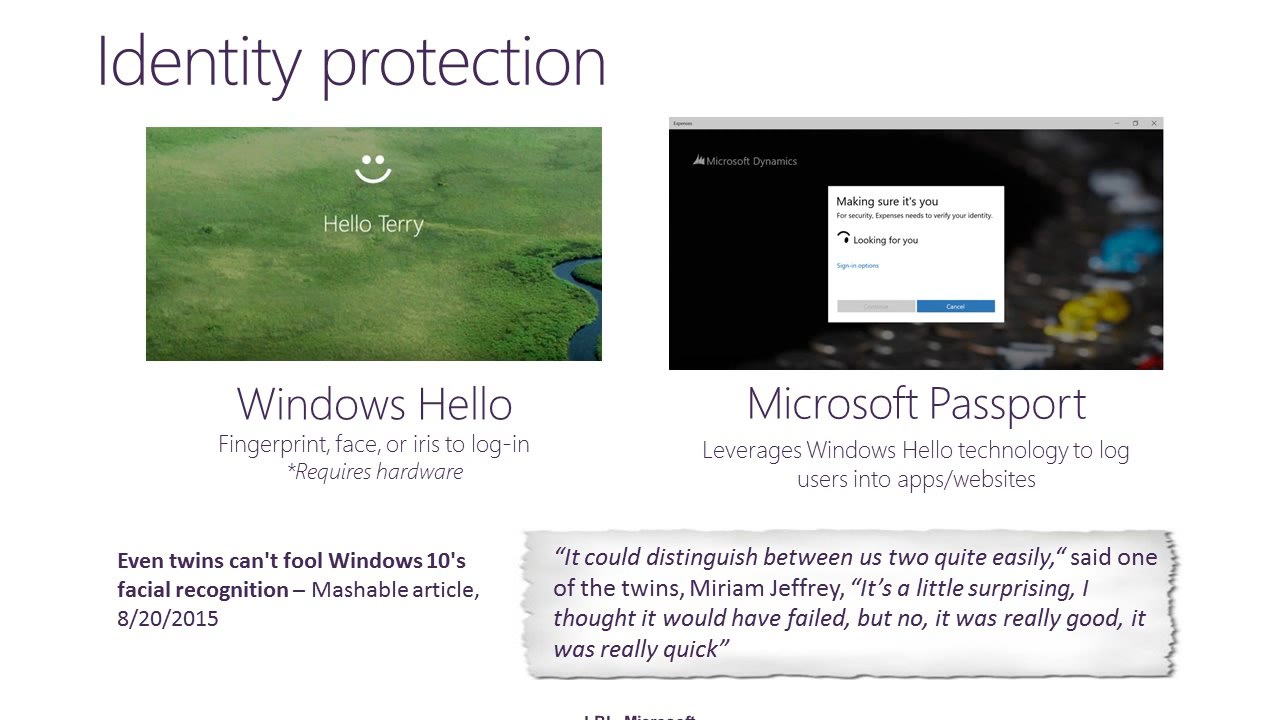 Identity protection
Hello Terry
Windows Hello
Fingerprint, face, or iris to log-in
*Requires hardware
Expenses
Microsoft Dynamics
Making sure it's you
For security, Expenses needs to verify your identity.
Looking for you
Sign-in options
Continue Cancel
Microsoft Passport
Leverages Windows Hello technology to log
users into apps/websites
Even twins can't fool Windows 10's
facial recognition – Mashable article,
8/20/2015
“It could distinguish between us two quite easily,“ said one
of the twins, Miriam Jeffrey, “It’s a little surprising, I
thought it would have failed, but no, it was really good, it
was really quick”
Microsoft